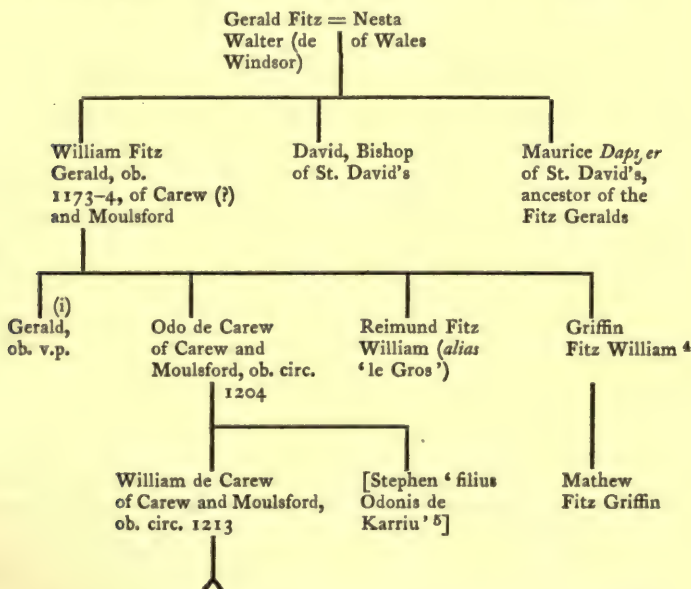 Gerald Fitz = Nesta
Walter (de of Wales
Windsor)
William Fitz
Gerald, ob.
1173–4, of Carew (?)
and Moulsford
David, Bishop
of St. David's
Maurice
of St. David's,
ancestor of the
Fitz Geralds
(i)
Gerald,
ob. v.p.
Odo de Carew
of Carew and
Moulsford, ob. circ.
1204
Reimund Fitz
William (alias
‘ le Gros ’)
Griffin
Fitz William ⁴
William de Carew
of Carew and Moulsford,
ob. circ. 1213
[Stephen ‘ filius
Odonis de
Karriu ’ ⁵]
Mathew
Fitz Griffin